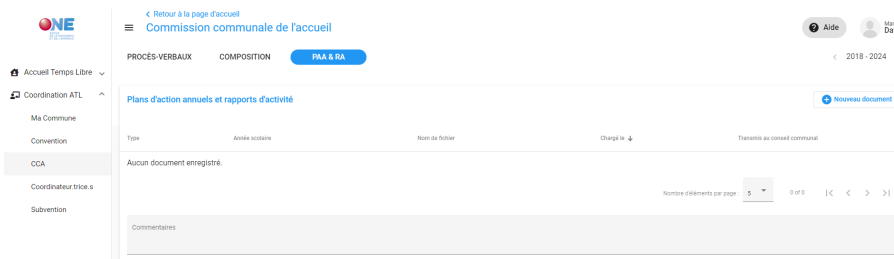 ONE
Retour à la page d'accueil
Commission communale de l'accueil
Aide
PROCÈS-VERBAUX COMPOSITION PAA & RA
2018 - 2024
Accueil Temps Libre
Coordination ATL
Ma Commune
Convention
CCA
Coordinateur.trice.s
Subvention
Plans d'action annuels et rapports d'activité
Nouveau document
Type Année scolaire Nom de fichier Chargé le Transmis au conseil communal
Aucun document enregistré.
Nombre d'éléments par page : 5 0 of 0
Commentaires